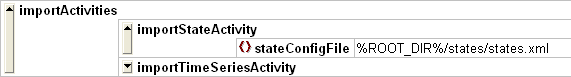 importActivities
importStateActivity
stateConfigFile %ROOT_DIR%/states/states.xml
importTimeSeriesActivity